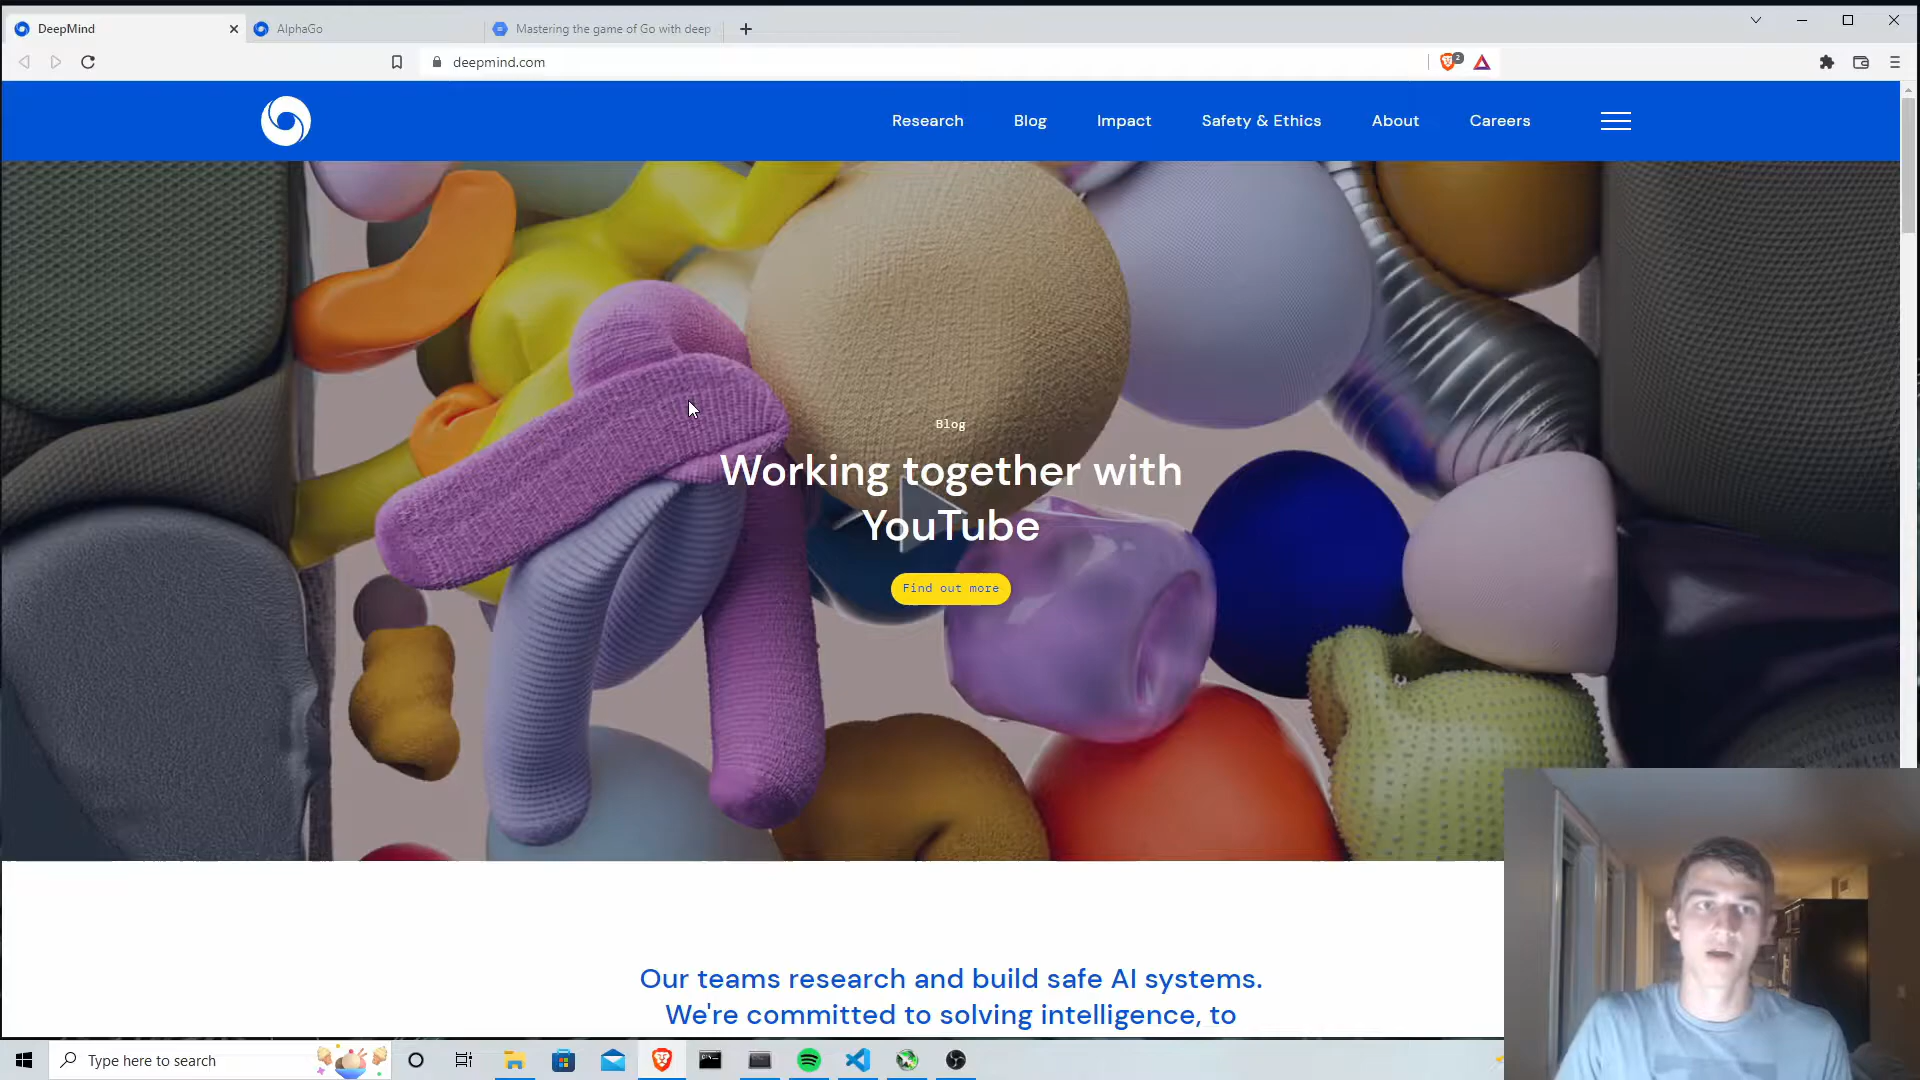 DeepMind
AlphaGo
Mastering the game of Go with deep
deepmind.com
2
Research
Blog
Impact
Safety & Ethics
About
Careers
Blog
Working together with
YouTube
Find out more
Our teams research and build safe AI systems.
We're committed to solving intelligence, to
Type here to search